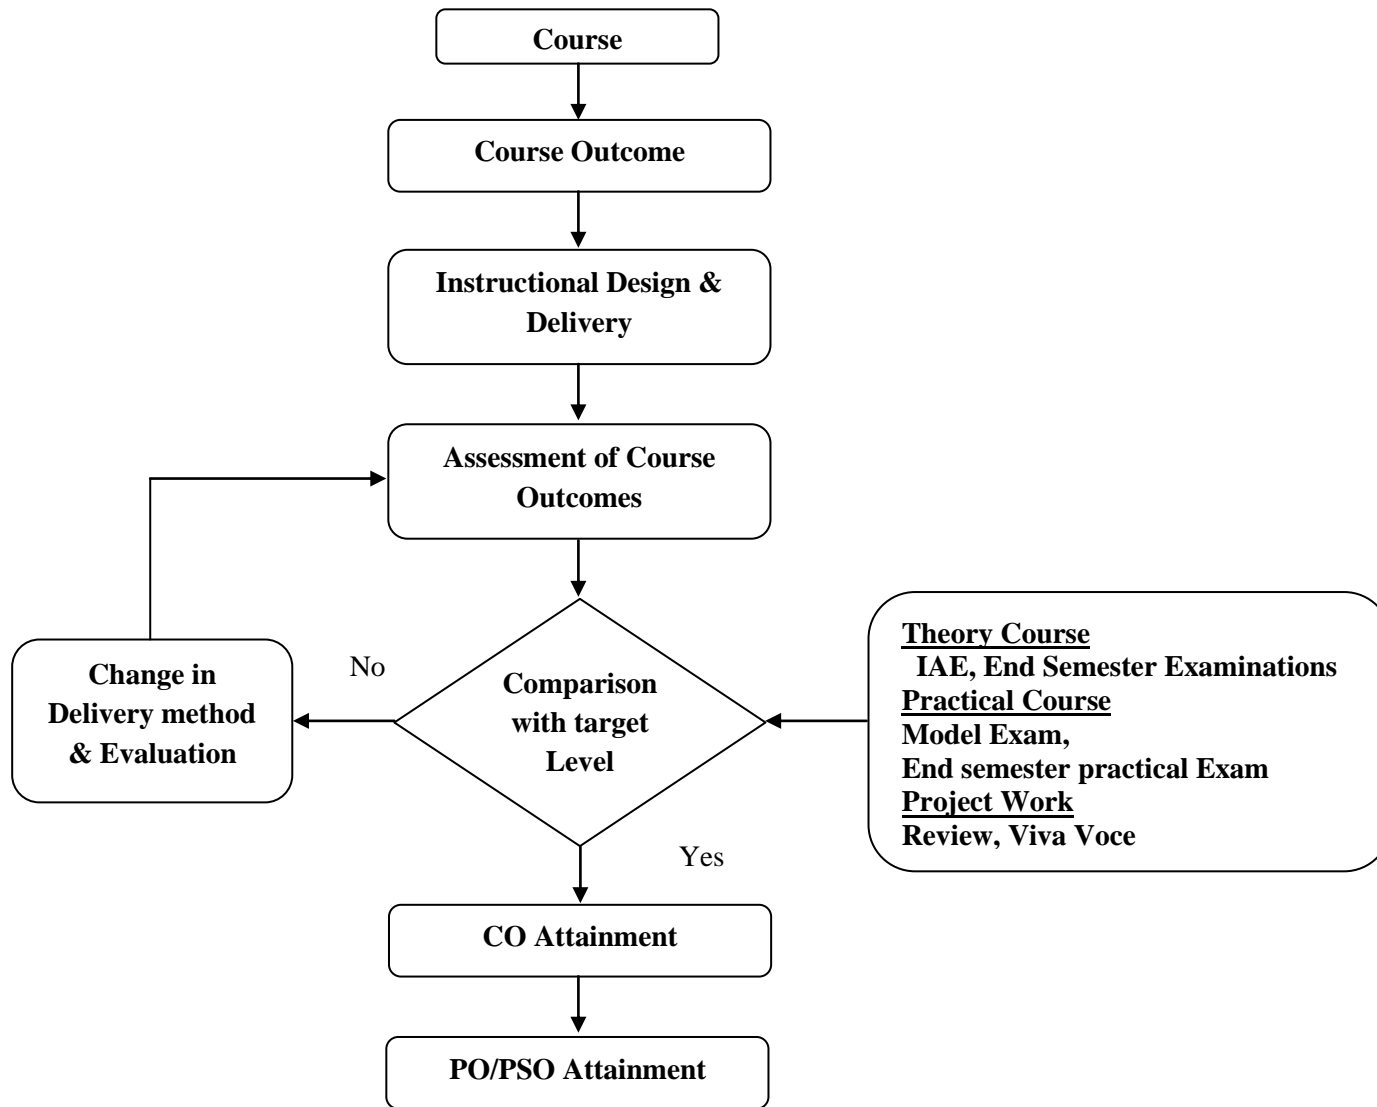 Course
Course Outcome
Instructional Design &
Delivery
Assessment of Course
Outcomes
Change in
Delivery method
& Evaluation
No
Comparison
with target
Level
Theory Course
IAE, End Semester Examinations
Practical Course
Model Exam,
End semester practical Exam
Project Work
Review, Viva Voce
Yes
CO Attainment
PO/PSO Attainment